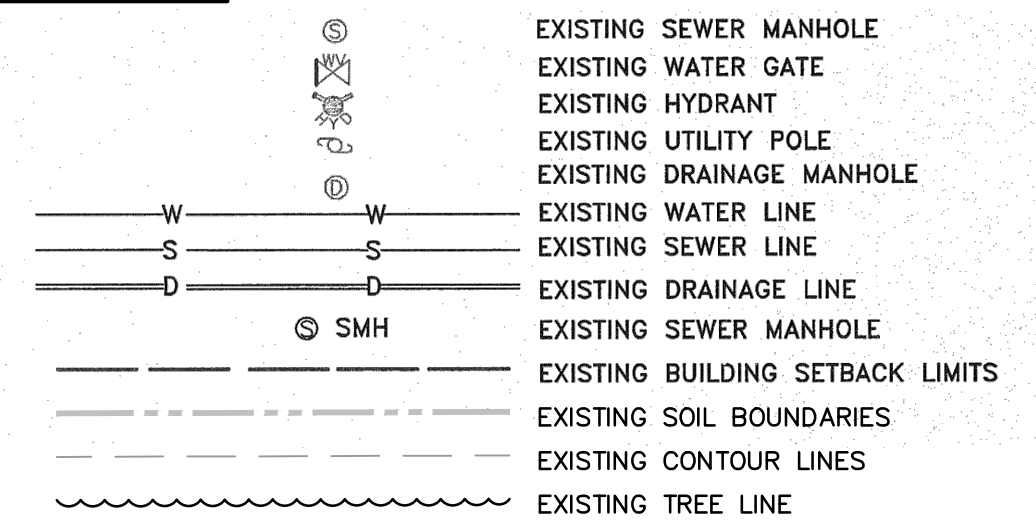 S EXISTING SEWER MANHOLE
WV EXISTING WATER GATE
HYD EXISTING HYDRANT
EXISTING UTILITY POLE
D EXISTING DRAINAGE MANHOLE
W W EXISTING WATER LINE
S S EXISTING SEWER LINE
D D EXISTING DRAINAGE LINE
S SMH EXISTING SEWER MANHOLE
EXISTING BUILDING SETBACK LIMITS
EXISTING SOIL BOUNDARIES
EXISTING CONTOUR LINES
EXISTING TREE LINE